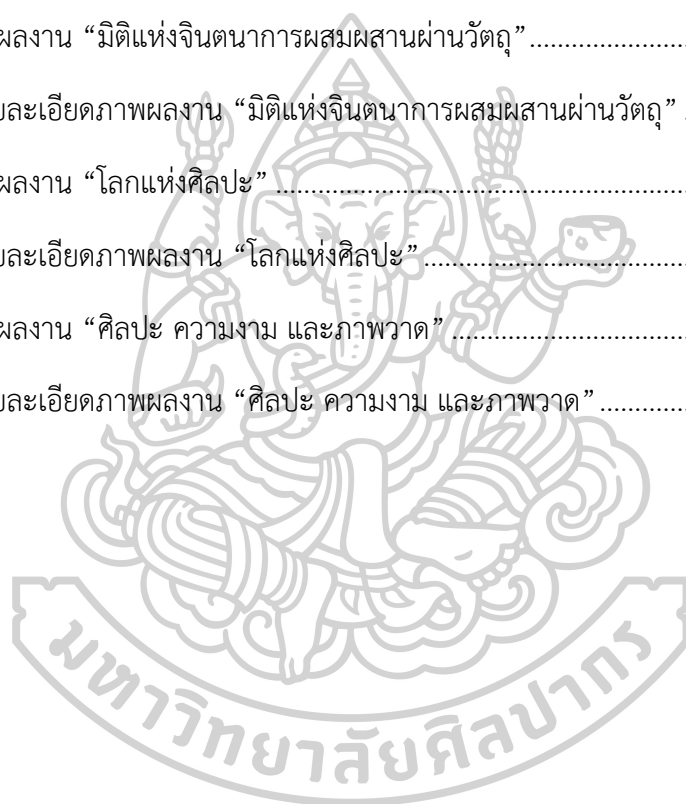 ผลงาน “มิติแห่งจินตนาการผสมผสานผ่านวัตถุ”........................
ละเอียดภาพผลงาน “มิติแห่งจินตนาการผสมผสานผ่านวัตถุ” .
ผลงาน “โลกแห่งศิลปะ” ............................................................
ละเอียดภาพผลงาน “โลกแห่งศิลปะ”......................................
ผลงาน “ศิลปะ ความงาม และภาพวาด” ..................................
ละเอียดภาพผลงาน “ศิลปะ ความงาม และภาพวาด” .............
มหาวิทยาลัยศิลปากร